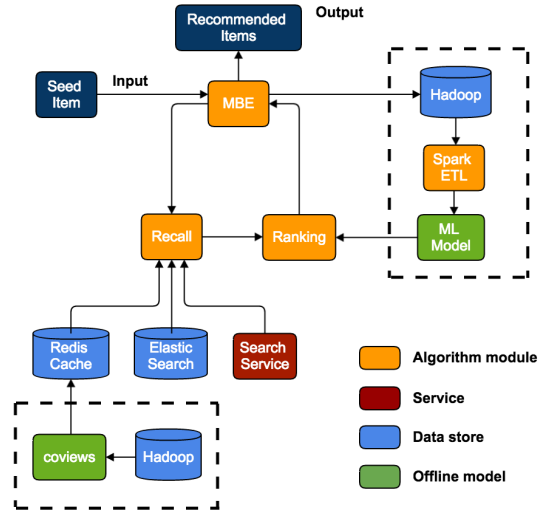 Output
Recommended
Items
Input
Seed
Item
MBE
Hadoop
Spark
ETL
Recall
Ranking
ML
Model
Redis
Cache
Elastic
Search
Search
Service
coviews
Hadoop
Algorithm module
Service
Data store
Offline model